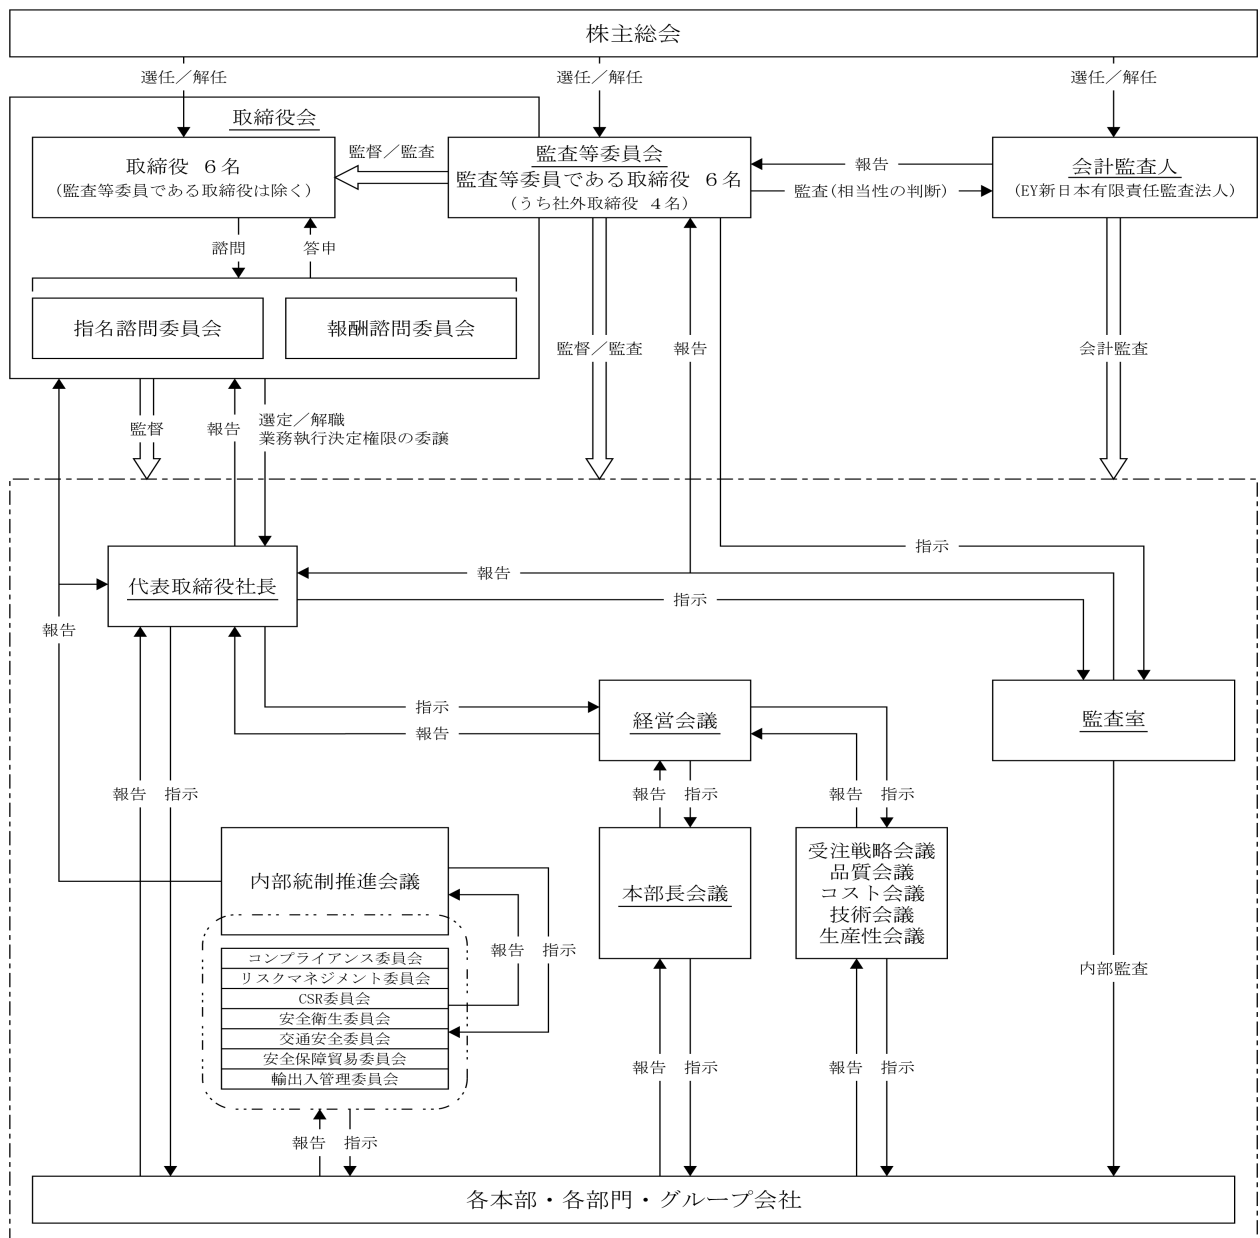 株主総会
選任／解任
選任／解任
選任／解任
取締役会
取締役 ６名
（監査等委員である取締役は除く）
監督／監査
監査等委員会
監査等委員である取締役 ６名
（うち社外取締役 ４名）
報告
監査（相当性の判断）
会計監査人
（EY新日本有限責任監査法人）
諮問
答申
指名諮問委員会
報酬諮問委員会
監督／監査
報告
会計監査
監督
報告
選定／解職
業務執行決定権限の委譲
指示
代表取締役社長
報告
指示
報告
指示
報告
経営会議
監査室
報告
指示
報告
指示
報告
指示
内部統制推進会議
本部長会議
受注戦略会議
品質会議
コスト会議
技術会議
生産性会議
報告
指示
コンプライアンス委員会
リスクマネジメント委員会
CSR委員会
安全衛生委員会
交通安全委員会
安全保障貿易委員会
輸出入管理委員会
内部監査
報告
指示
報告
指示
報告
指示
各本部・各部門・グループ会社